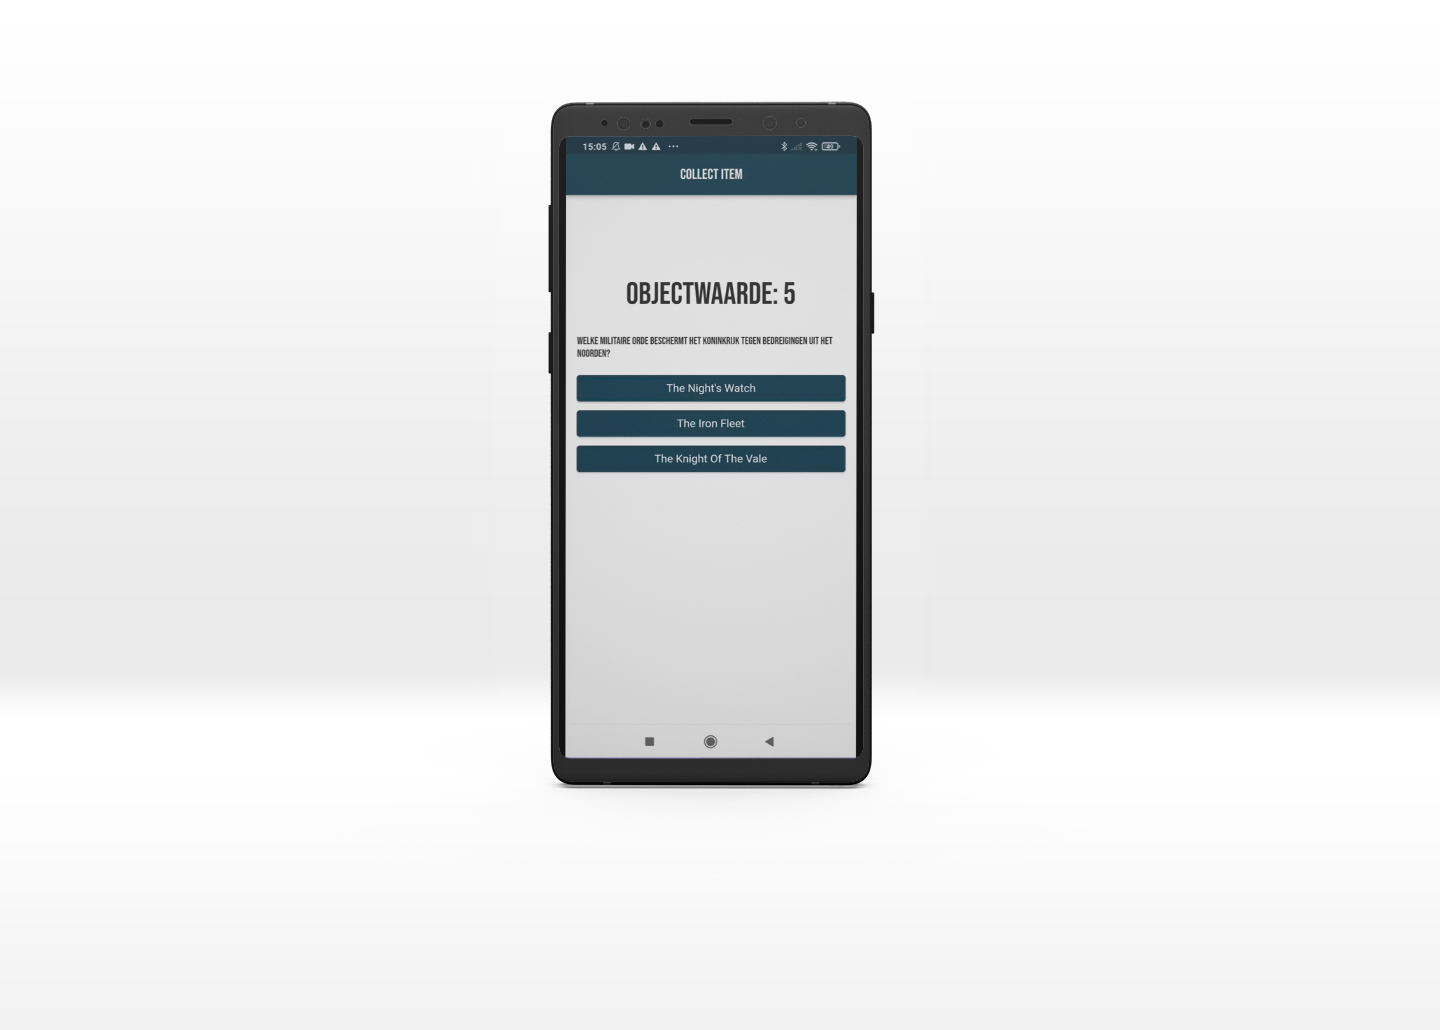 15:05
COLLECT ITEM
OBJECTWAARDE: 5
WELKE MILITAIRE ORDE BESCHERMT HET KONINKRIJK TEGEN BEDREIGINGEN UIT HET
NOORDEN?
The Night's Watch
The Iron Fleet
The Knight Of The Vale